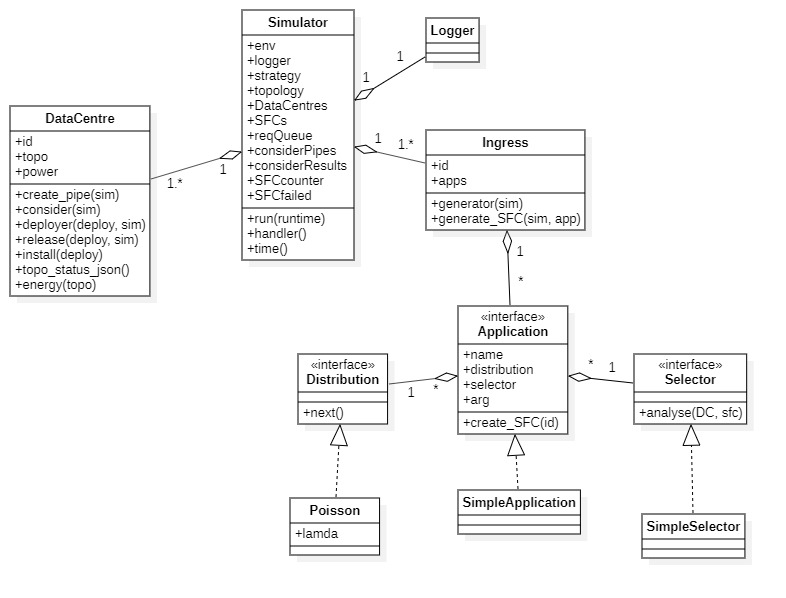 Simulator
+env
+logger
+strategy
+topology
+DataCentres
+SFCs
+reqQueue
+considerPipes
+considerResults
+SFCcounter
+SFCfailed
+run(runtime)
+handler()
+time()
Logger
1
1
DataCentre
+id
+topo
+power
+create_pipe(sim)
+consider(sim)
+deployer(deploy, sim)
+release(deploy, sim)
+install(deploy)
+topo_status_json()
+energy(topo)
1
1.*
1
1.*
Ingress
+id
+apps
+generator(sim)
+generate_SFC(sim, app)
1
*
«interface»
Application
+name
+distribution
+selector
+arg
+create_SFC(id)
«interface»
Distribution
+next()
1
*
*
1
«interface»
Selector
+analyse(DC, sfc)
Poisson
+lamda
SimpleApplication
SimpleSelector